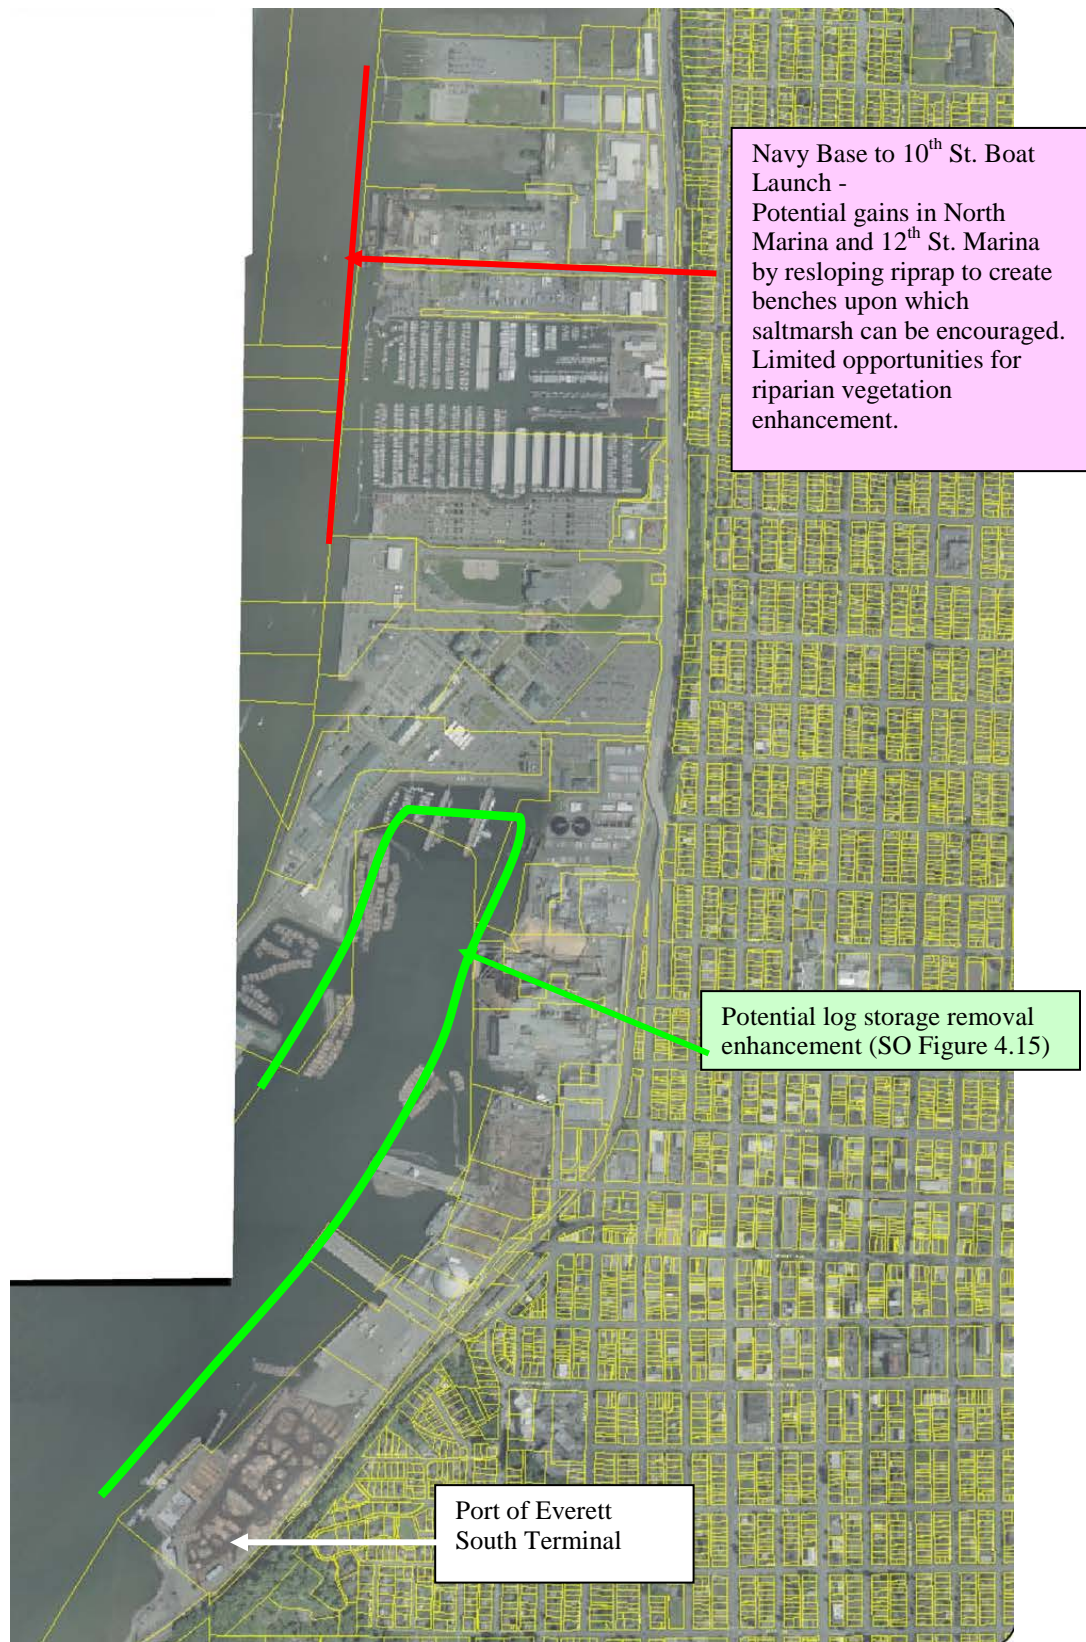 Navy Base to 10th St. Boat
Launch -
Potential gains in North
Marina and 12th St. Marina
by resloping riprap to create
benches upon which
saltmarsh can be encouraged.
Limited opportunities for
riparian vegetation
enhancement.
Potential log storage removal
enhancement (SO Figure 4.15)
Port of Everett
South Terminal